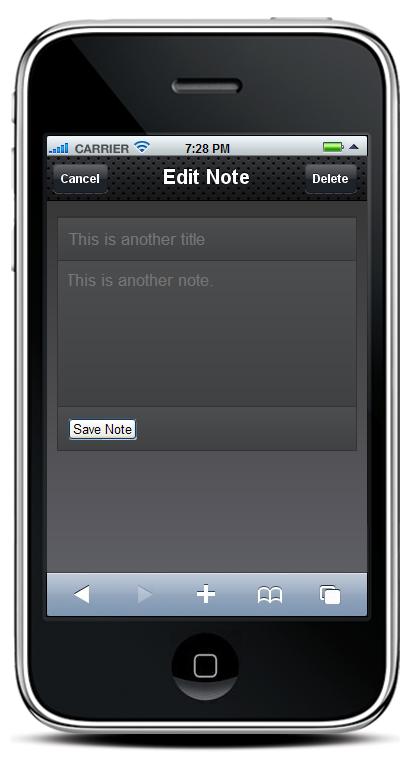 CARRIER 7:28 PM
Cancel Edit Note Delete
This is another title
This is another note.
Save Note